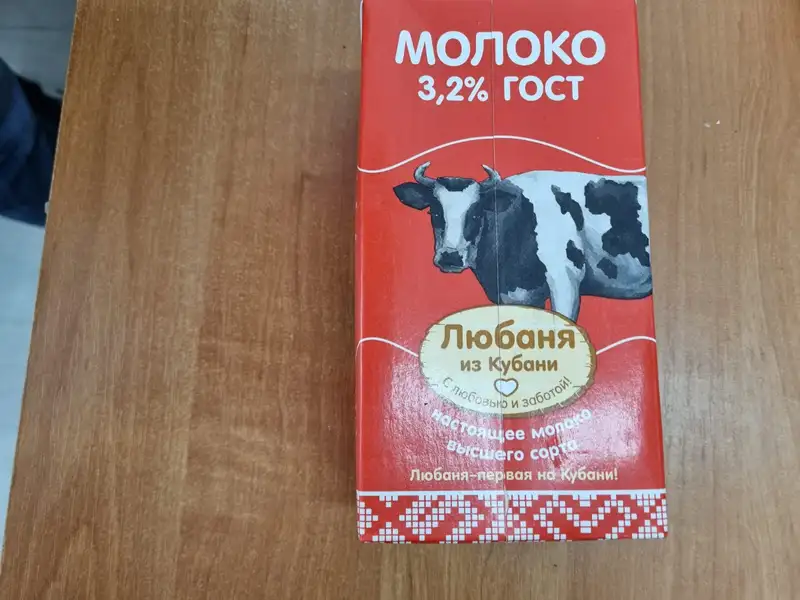 МОЛОКО
3,2% ГОСТ
Любаня
из Кубани
С любовью и заботой!
настоящее молоко
высшего сорта
Любаня-первая на Кубани!